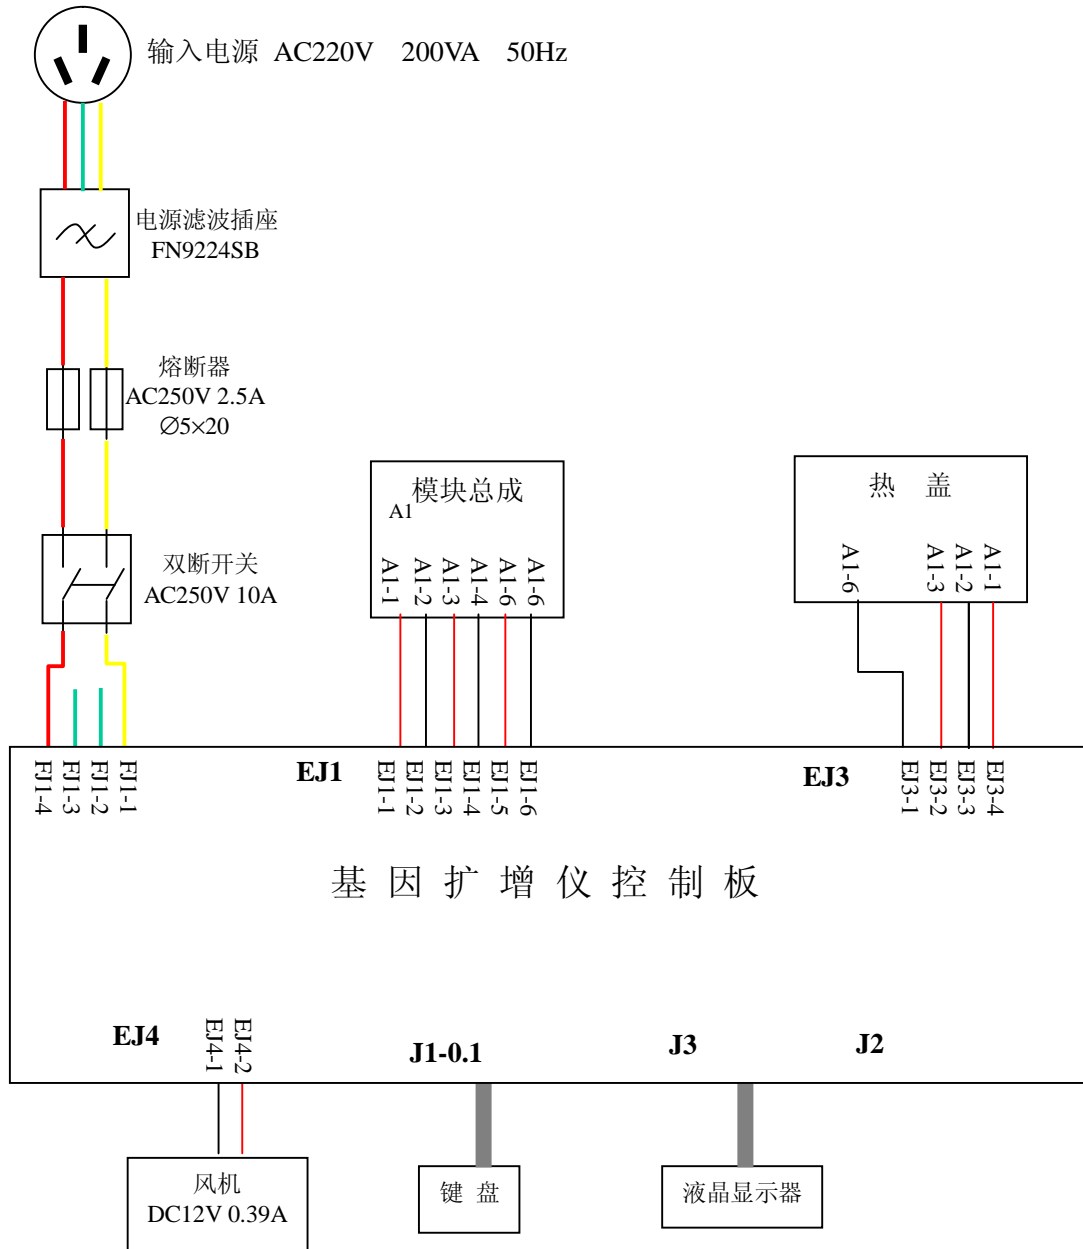 输入电源 AC220V 200VA 50Hz
电源滤波插座
FN9224SB
熔断器
AC250V 2.5A
∅5×20
双断开关
AC250V 10A
模块总成
A1
A1-1
A1-2
A1-3
A1-4
A1-6
A1-6
热 盖
A1-6
A1-3
A1-2
A1-1
EJ1-4
EJ1-3
EJ1-2
EJ1-1
EJ1
EJ1-1
EJ1-2
EJ1-3
EJ1-4
EJ1-5
EJ1-6
EJ3
EJ3-1
EJ3-2
EJ3-3
EJ3-4
基因扩增仪控制板
EJ4
EJ4-1
EJ4-2
J1-0.1
J3
J2
风机
DC12V 0.39A
键 盘
液晶显示器